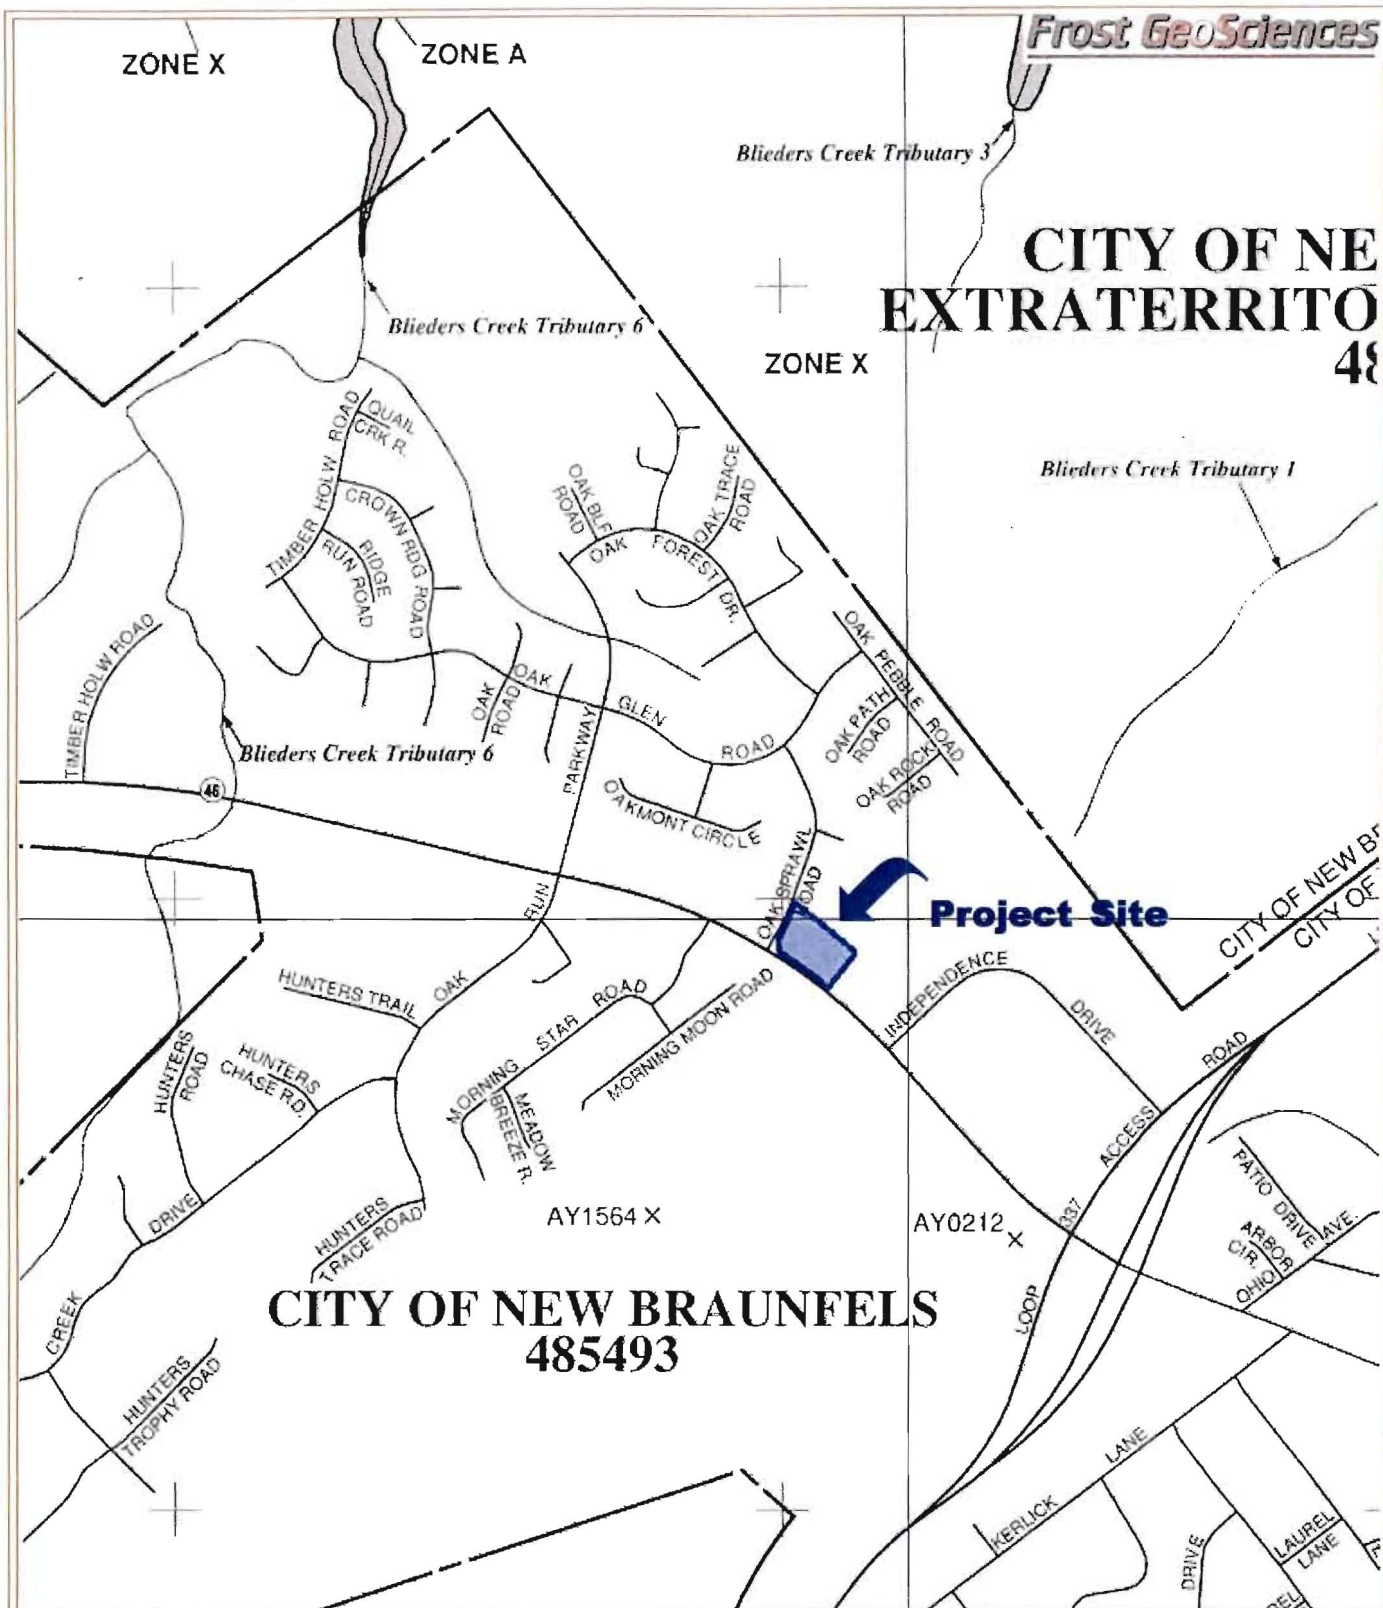 Frost GeoSciences
ZONE X
ZONE A
Blieders Creek Tributary 3
CITY OF NE
EXTRATERRITO
48
Blieders Creek Tributary 6
ZONE X
Blieders Creek Tributary 1
TIMBER HOLW ROAD
QUAIL
CRK R.
CROWN RDG ROAD
RIDGE
RUN ROAD
OAK BLF
ROAD
OAK TRACE
ROAD
OAK FOREST DR.
OAK PEBBLE ROAD
OAK PATH
ROAD
OAK ROCK
ROAD
TIMBER HOLW ROAD
OAK
ROAD
OAK GLEN ROAD
Blieders Creek Tributary 6
46
OAKMONT CIRCLE
OAK SPRAWL
ROAD
OAK RUN PARKWAY
Project Site
CITY OF NEW B
CITY OF
HUNTERS TRAIL
MORNING STAR ROAD
MORNING MOON ROAD
INDEPENDENCE DRIVE
HUNTERS
ROAD
HUNTERS
CHASE R.D.
MEADOW
BREEZE R.
LOOP 337 ACCESS ROAD
PATIO DRIVE
ARBOR
CIR.
OHIO AVE.
HUNTERS
TRACE ROAD
AY1564
AY0212
CITY OF NEW BRAUNFELS
485493
CREEK DRIVE
HUNTERS
TROPHY ROAD
KERLICK LANE
DRIVE
LAUREL
LANE